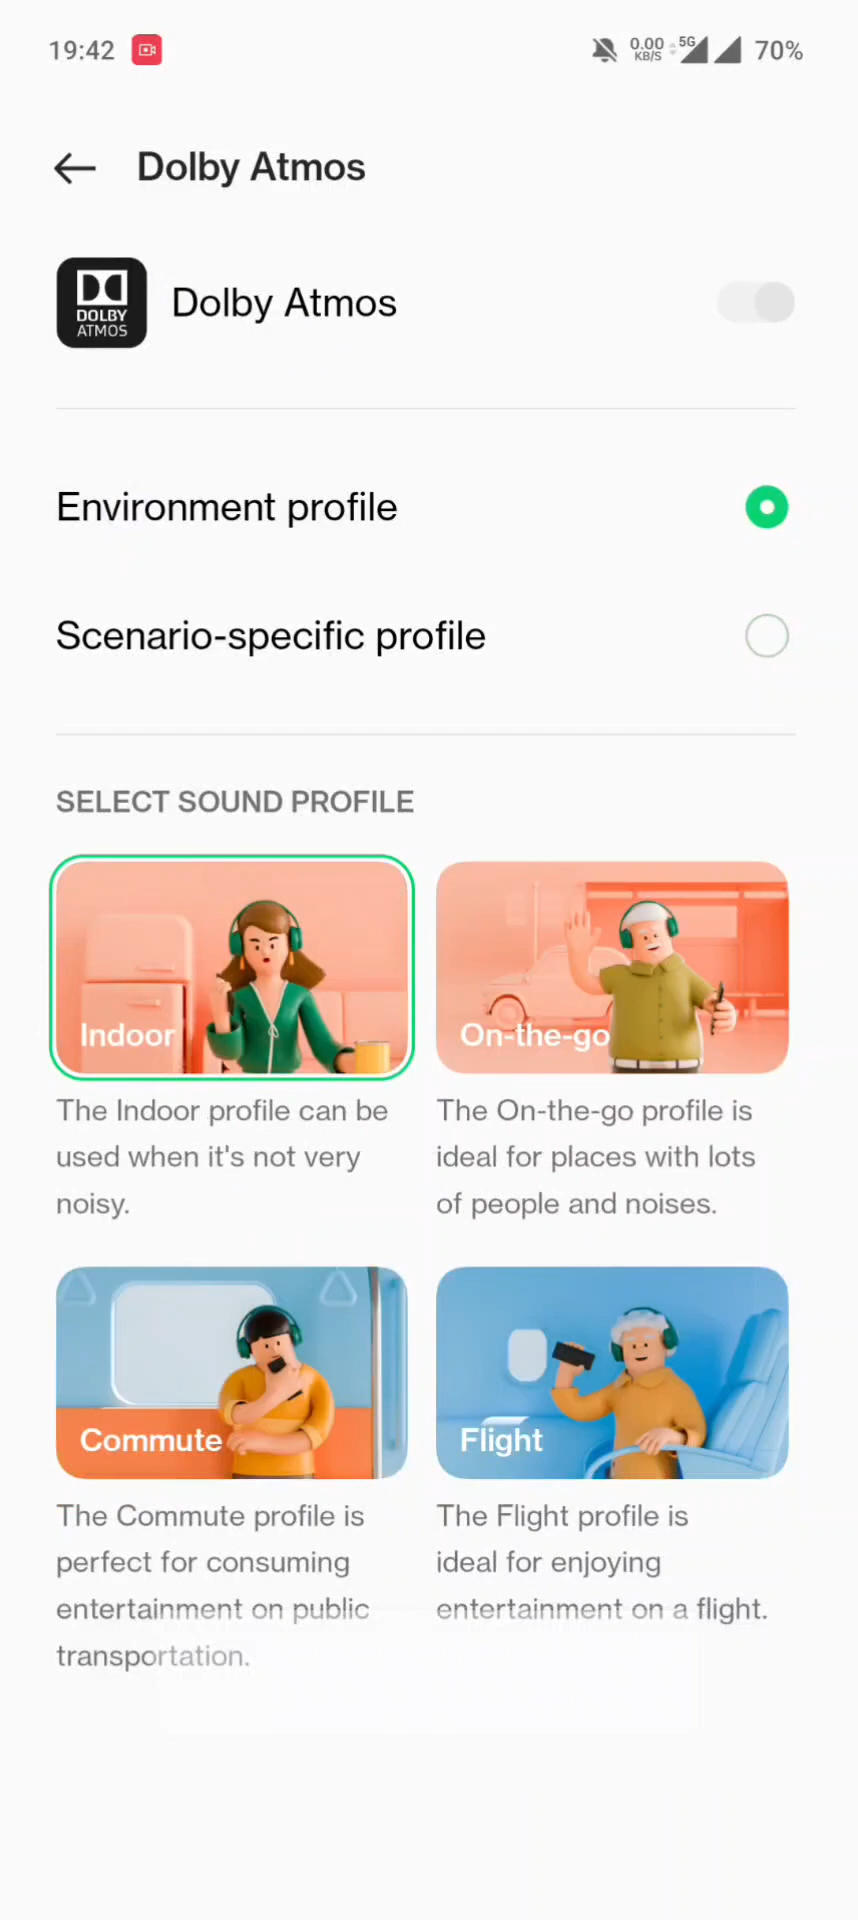 19:42 0.00 KB/S 5G 70%
Dolby Atmos
DOLBY
ATMOS
Dolby Atmos
Environment profile
Scenario-specific profile
SELECT SOUND PROFILE
Indoor
On-the-go
The Indoor profile can be
used when it's not very
noisy.
The On-the-go profile is
ideal for places with lots
of people and noises.
Commute
Flight
The Commute profile is
perfect for consuming
entertainment on public
transportation.
The Flight profile is
ideal for enjoying
entertainment on a flight.